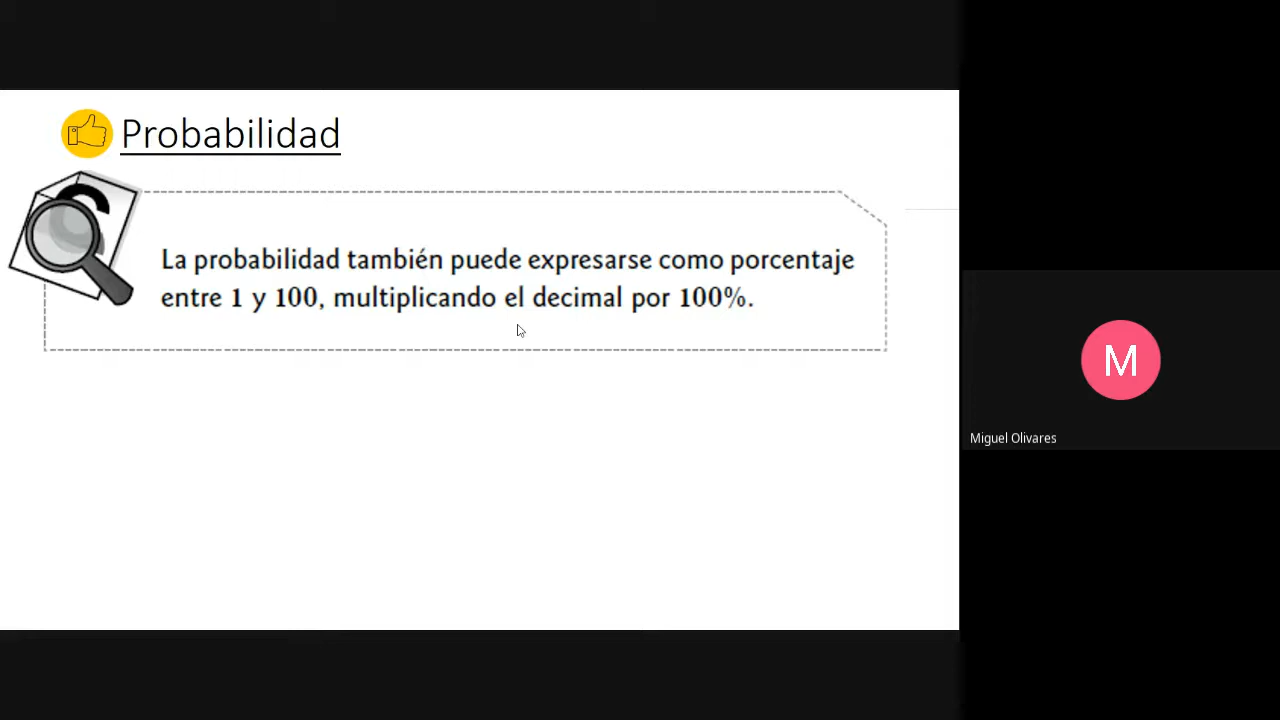 Probabilidad
La probabilidad también puede expresarse como porcentaje
entre 1 y 100, multiplicando el decimal por 100%.
M
Miguel Olivares